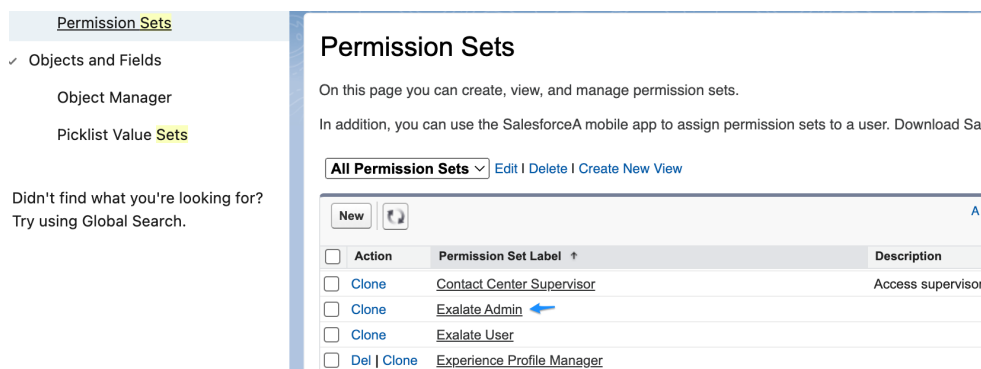 Permission Sets
Objects and Fields
Object Manager
Picklist Value Sets
Didn't find what you're looking for?
Try using Global Search.
Permission Sets
On this page you can create, view, and manage permission sets.
In addition, you can use the SalesforceA mobile app to assign permission sets to a user. Download Sa
All Permission Sets Edit | Delete | Create New View
New
A
Action Permission Set Label ↑ Description
Clone Contact Center Supervisor Access supervisor
Clone Exalate Admin
Clone Exalate User
Del | Clone Experience Profile Manager